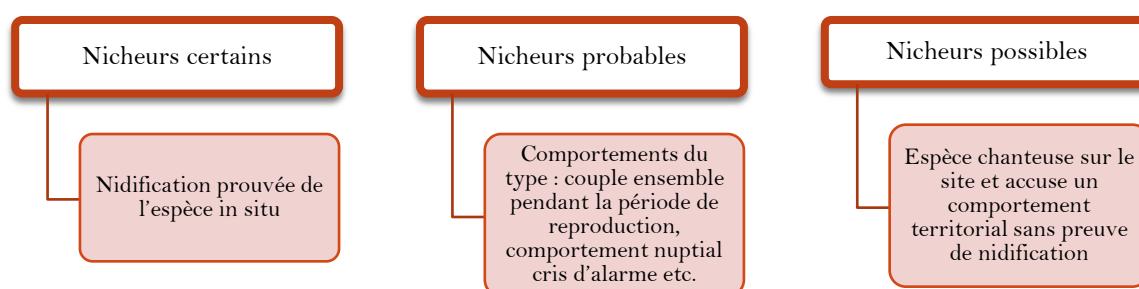 Nicheurs certains
Nidification prouvée de
l'espèce in situ
Nicheurs probables
Comportements du
type : couple ensemble
pendant la période de
reproduction,
comportement nuptial
cris d'alarme etc.
Nicheurs possibles
Espèce chanteuse sur le
site et accuse un
comportement
territorial sans preuve
de nidification